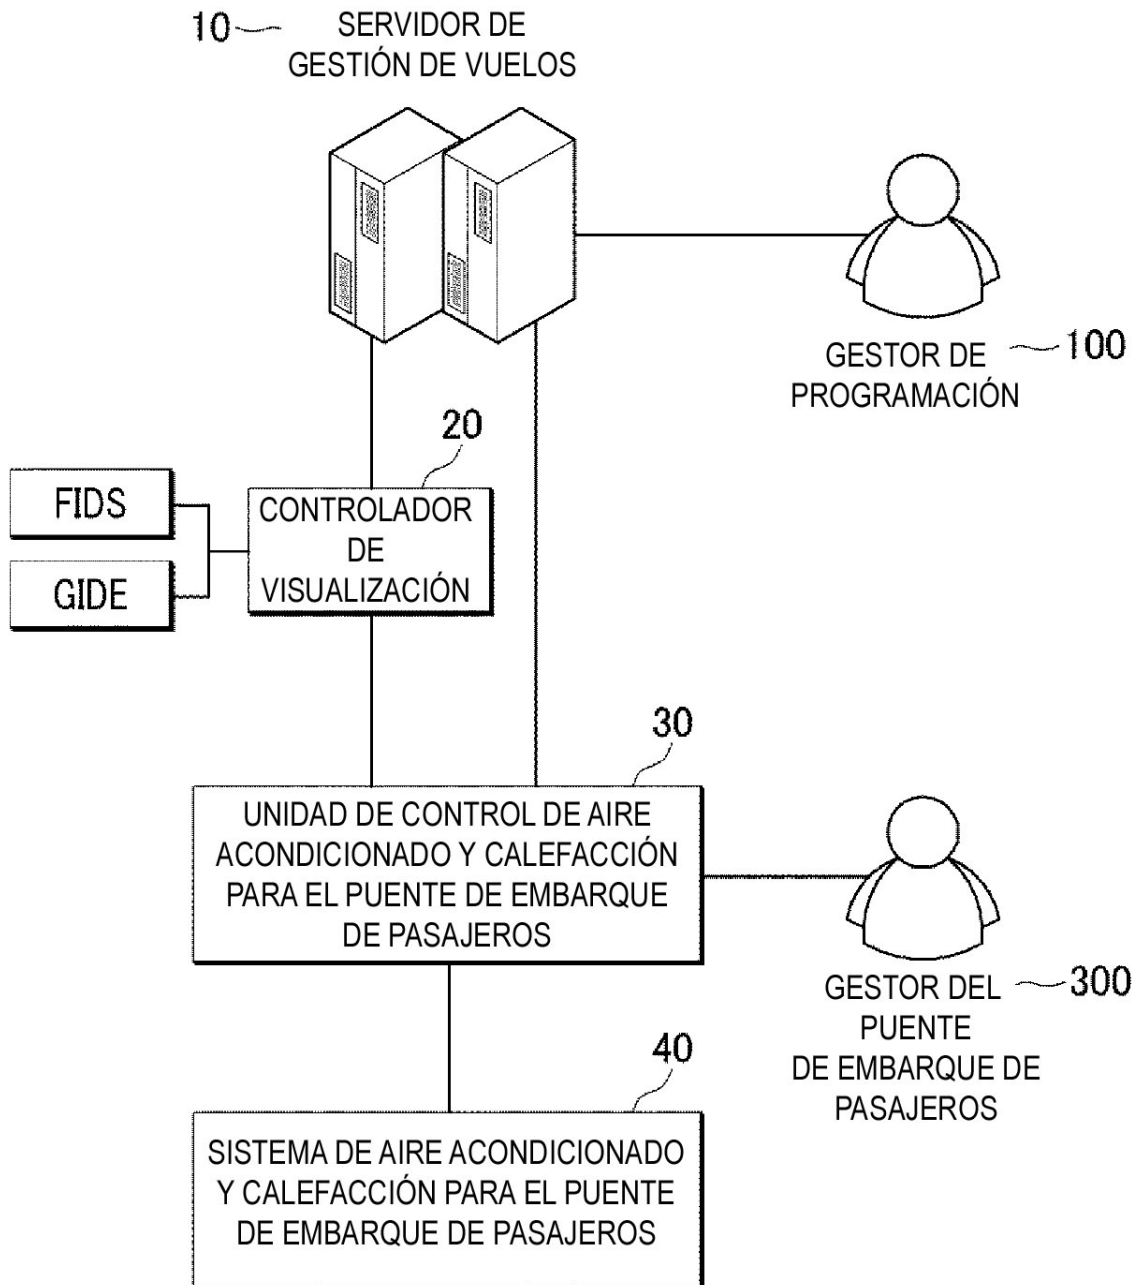 10
SERVIDOR DE
GESTIÓN DE VUELOS
GESTOR DE
PROGRAMACIÓN
100
20
FIDS
GIDE
CONTROLADOR
DE
VISUALIZACIÓN
30
UNIDAD DE CONTROL DE AIRE
ACONDICIONADO Y CALEFACCIÓN
PARA EL PUENTE DE EMBARQUE
DE PASAJEROS
GESTOR DEL
PUENTE
DE EMBARQUE DE
PASAJEROS
300
40
SISTEMA DE AIRE ACONDICIONADO
Y CALEFACCIÓN PARA EL PUENTE
DE EMBARQUE DE PASAJEROS